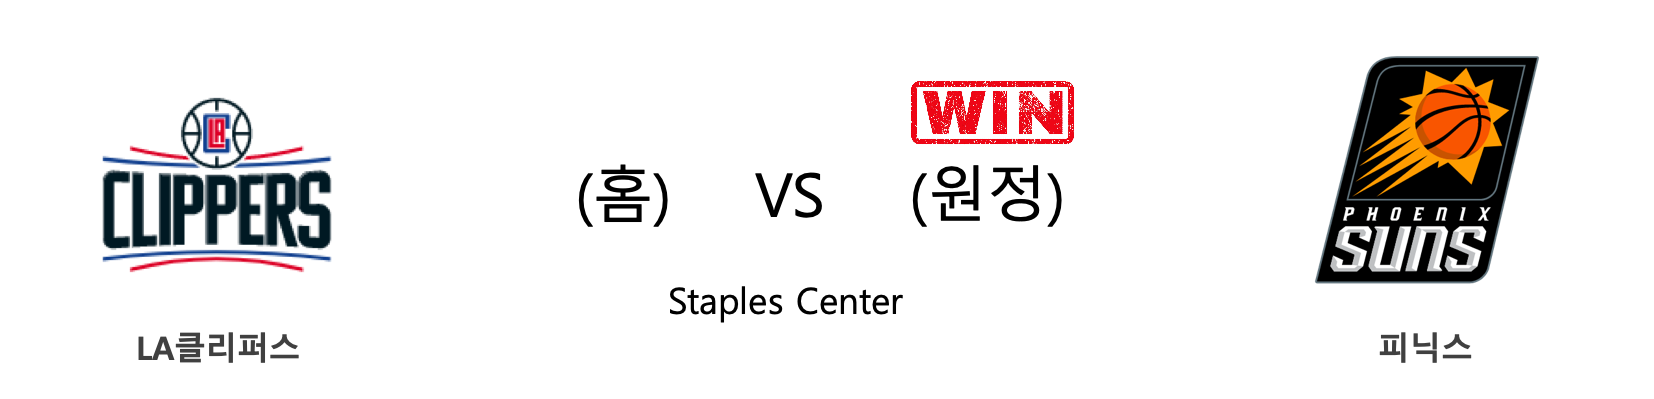 LA
CLIPPERS
LA클리퍼스
(홈) VS (원정)
WIN
Staples Center
PHOENIX
SUNS
피닉스